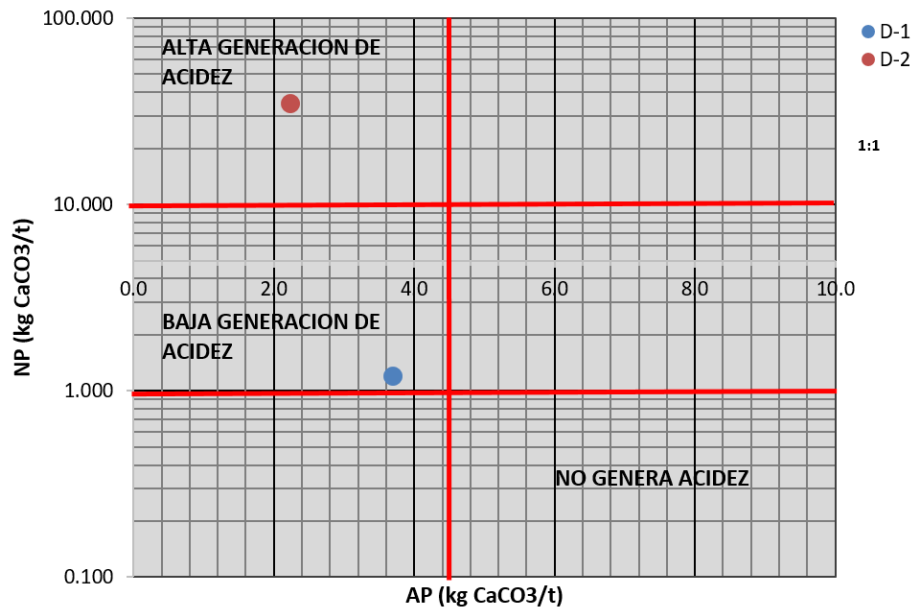 100.000
ALTA GENERACION DE
ACIDEZ
D-1
D-2
1:1
10.000
NP (kg CaCO3/t)
0.0 2.0 4.0 6.0 8.0 10.0
BAJA GENERACION DE
ACIDEZ
1.000
NO GENERA ACIDEZ
0.100
AP (kg CaCO3/t)